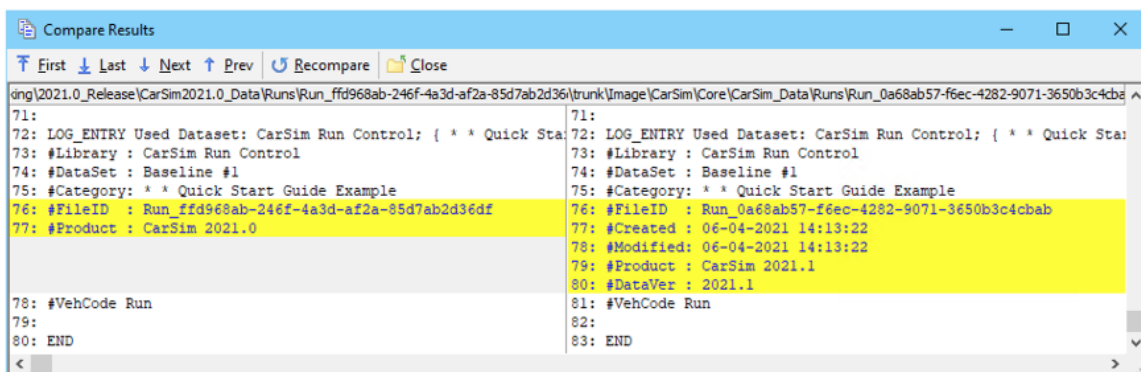 Compare Results
First Last Next Prev Recompare Close
king\2021.0_Release\CarSim2021.0_Data\Runs\Run_ffd968ab-246f-4a3d-af2a-85d7ab2d36
71:
72: LOG_ENTRY Used Dataset: CarSim Run Control; { * * Quick Sta
73: #Library : CarSim Run Control
74: #DataSet : Baseline #1
75: #Category: * * Quick Start Guide Example
76: #FileID  : Run_ffd968ab-246f-4a3d-af2a-85d7ab2d36df
77: #Product : CarSim 2021.0
78: #VehCode Run
79:
80: END
\trunk\Image\CarSim\Core\CarSim_Data\Runs\Run_0a68ab57-f6ec-4282-9071-3650b3c4cba
71:
72: LOG_ENTRY Used Dataset: CarSim Run Control; { * * Quick Star
73: #Library : CarSim Run Control
74: #DataSet : Baseline #1
75: #Category: * * Quick Start Guide Example
76: #FileID  : Run_0a68ab57-f6ec-4282-9071-3650b3c4cbab
77: #Created : 06-04-2021 14:13:22
78: #Modified: 06-04-2021 14:13:22
79: #Product : CarSim 2021.1
80: #DataVer : 2021.1
81: #VehCode Run
82:
83: END